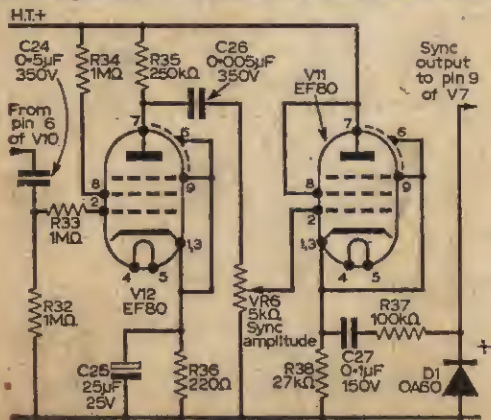 H.T.+
C24
0·5µF
350V
R34
1MΩ
R35
250kΩ
C26
0·005µF
350V
V11
EF80
Sync
output
to pin 9
of V7
From
pin 6
of V10
7
6
7
6
8
9
8
9
2
2
R33
1MΩ
1,3
1,3
4
5
4
5
V12
EF80
VR6
5kΩ
Sync
amplitude
R37
100kΩ
R32
1MΩ
+
C25
25µF
25V
R36
220Ω
R38
27kΩ
C27
0·1µF
150V
D1
OA60